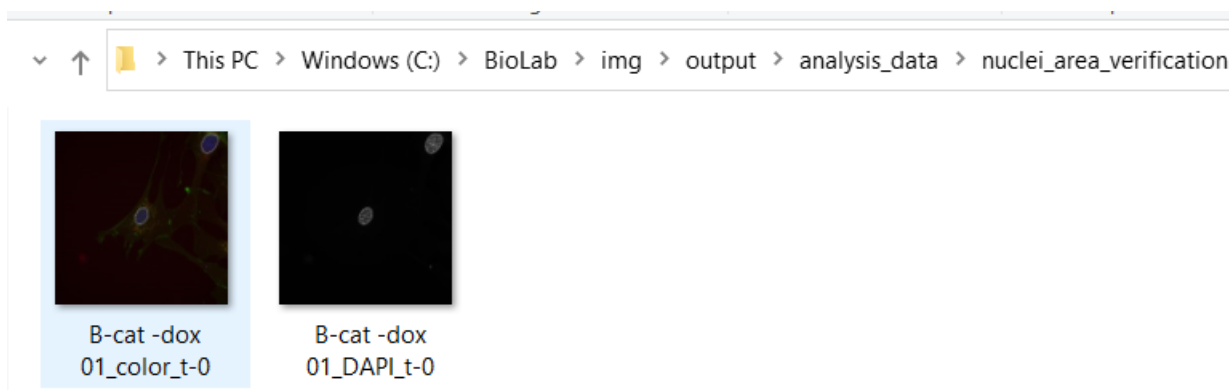 This PC > Windows (C:) > BioLab > img > output > analysis_data > nuclei_area_verification
B-cat -dox
01_color_t-0
B-cat -dox
01_DAPI_t-0